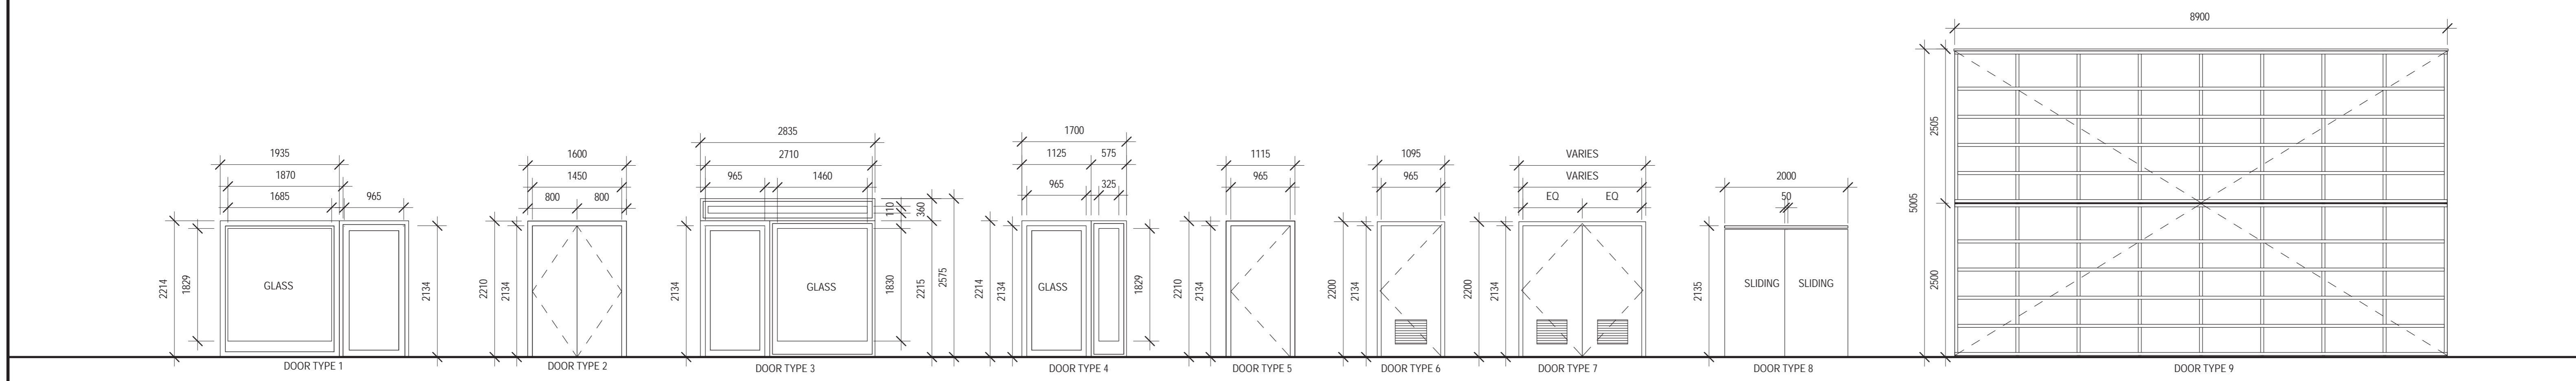 1935
1870
1685
965
2214
1829
GLASS
2134
DOOR TYPE 1
1600
1450
800
800
2210
2134
DOOR TYPE 2
2835
2710
965
1460
110
360
2134
GLASS
1830
2215
2575
DOOR TYPE 3
1700
1125
575
965
325
2214
2134
GLASS
1829
DOOR TYPE 4
1115
965
2210
2134
DOOR TYPE 5
1095
965
2200
2134
DOOR TYPE 6
VARIES
VARIES
EQ
EQ
2200
2134
DOOR TYPE 7
2000
50
2135
SLIDING
SLIDING
DOOR TYPE 8
8900
5005
2505
2500
DOOR TYPE 9